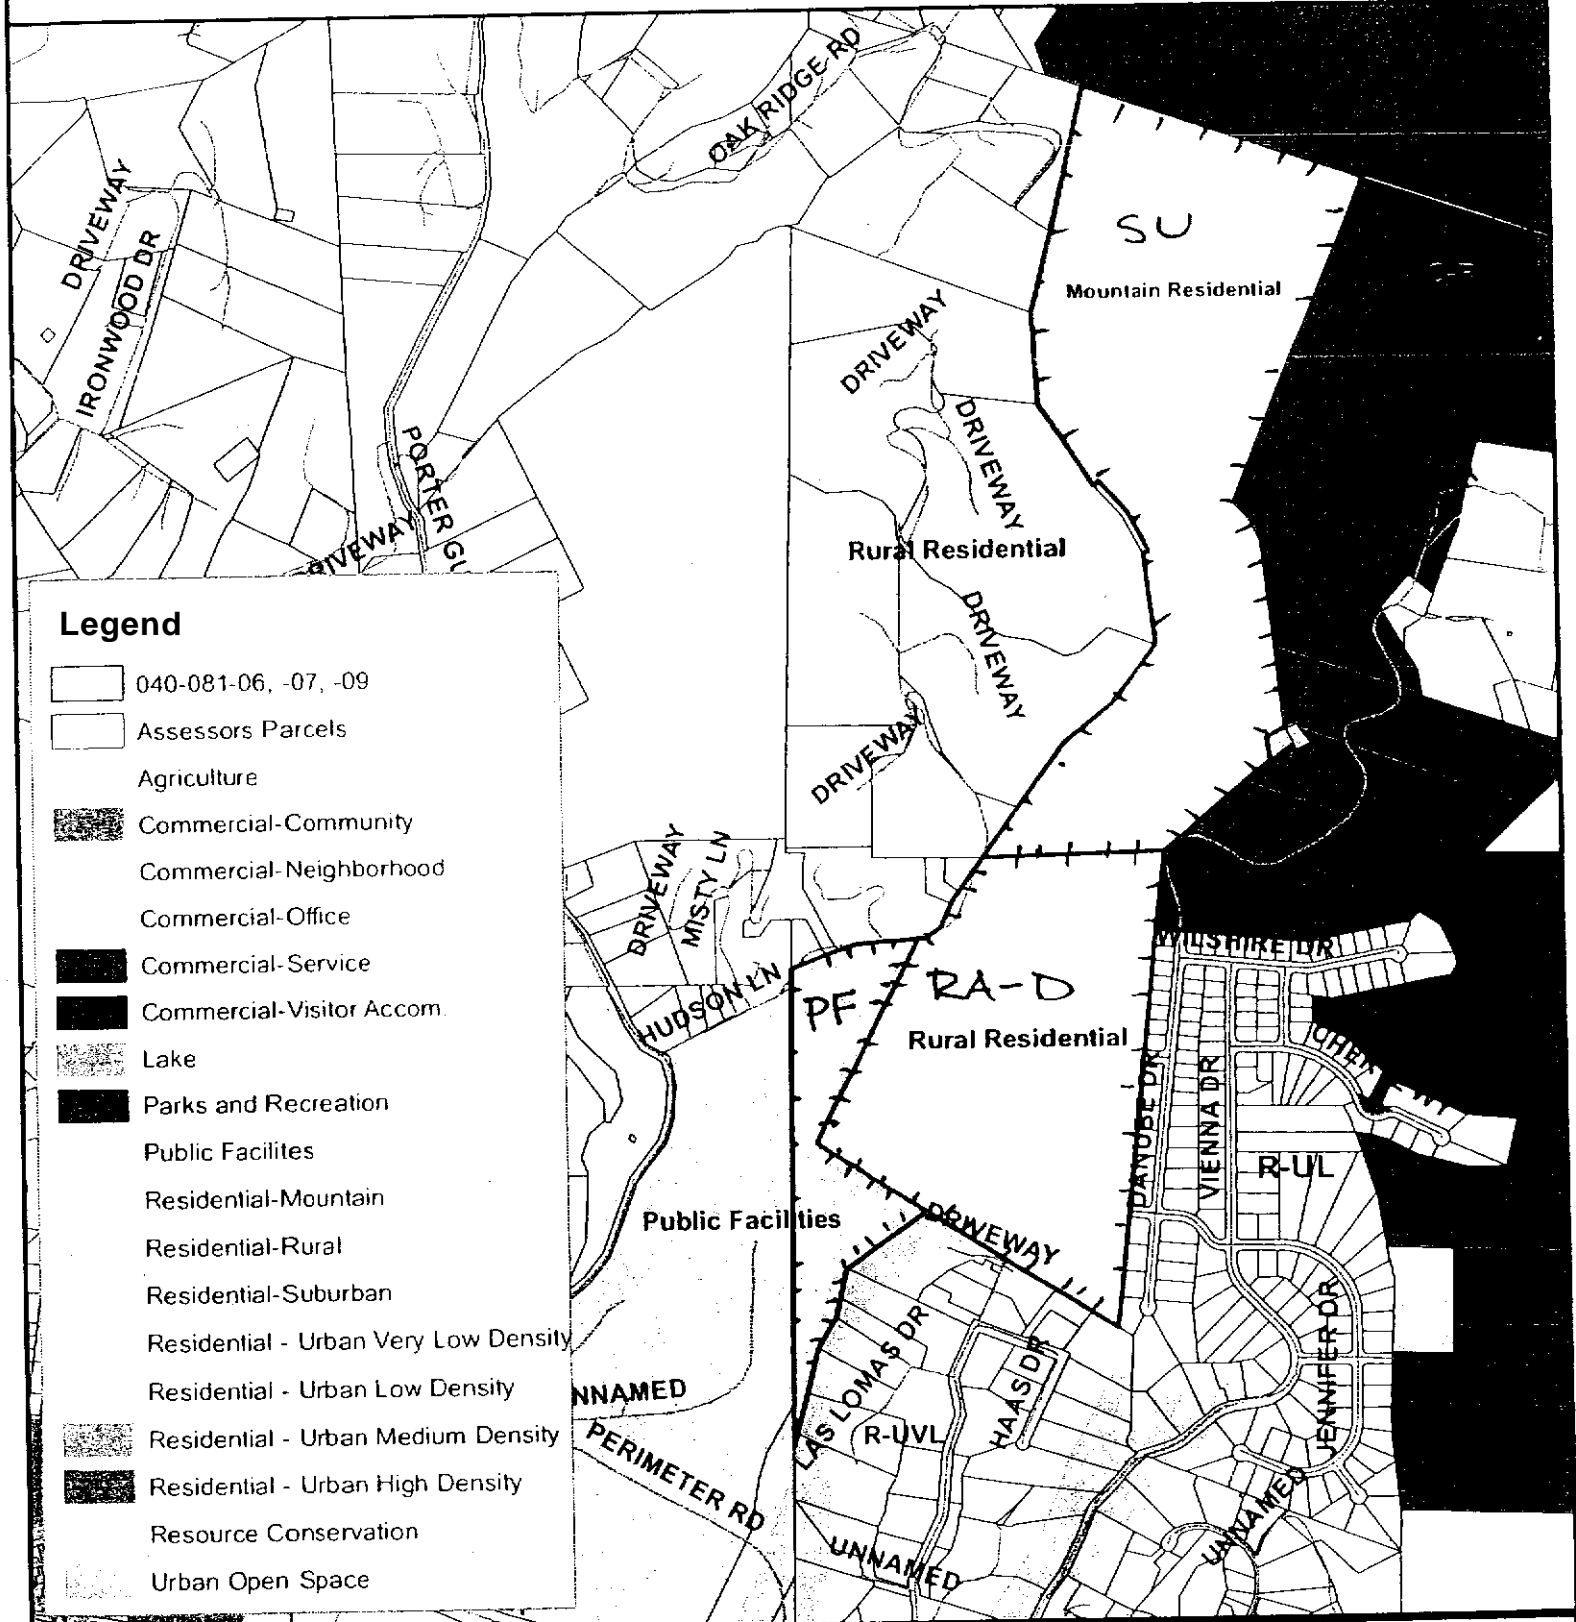 OAK RIDGE RD
DRIVEWAY
IRONWOOD DR
SU
Mountain Residential
DRIVEWAY
DRIVEWAY
PORTER GU
RIVEWAY
Rural Residential
DRIVEWAY
DRIVEWAY
Legend
040-081-06, -07, -09
Assessors Parcels
Agriculture
Commercial-Community
Commercial-Neighborhood
Commercial-Office
Commercial-Service
Commercial-Visitor Accom.
Lake
Parks and Recreation
Public Facilites
Residential-Mountain
Residential-Rural
Residential-Suburban
Residential - Urban Very Low Density
Residential - Urban Low Density
Residential - Urban Medium Density
Residential - Urban High Density
Resource Conservation
Urban Open Space
DRIVEWAY
MISTY LN
HUDSON LN
PF
RA-D
Rural Residential
WILSHIRE DR
DANUBE DR
VIENNA DR
R-UL
Public Facilities
DRIVEWAY
LAS LOMAS DR
HAAS DR
JENNIFER DR
R-UVL
NNAMED
PERIMETER RD
UNNAMED
UNNAMED